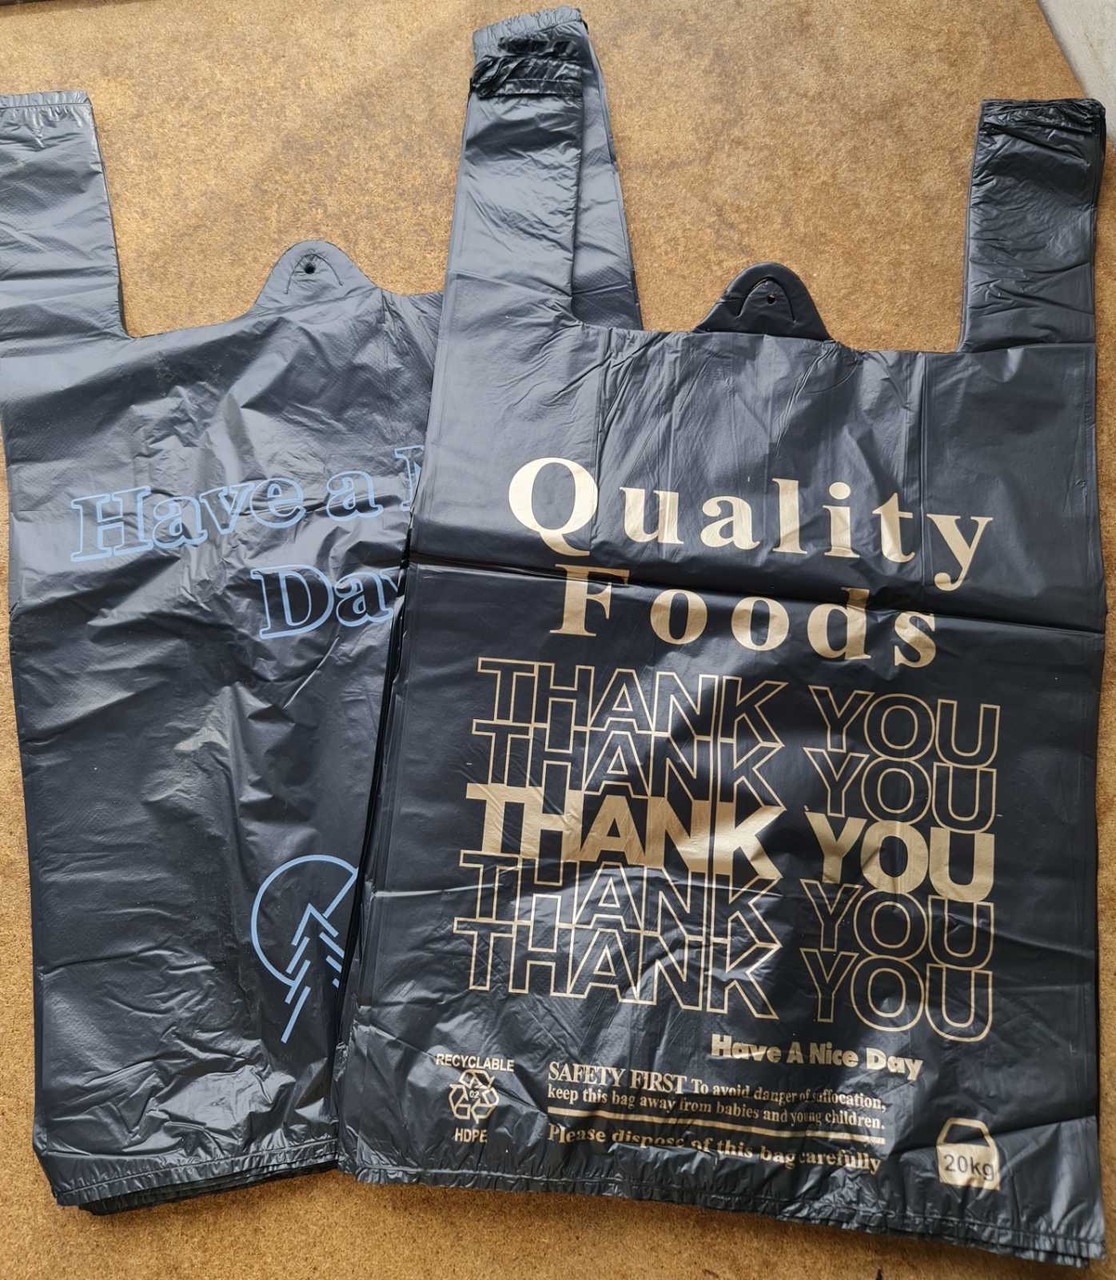 Have a
Day
Quality
Foods
THANK YOU
THANK YOU
THANK YOU
THANK YOU
THANK YOU
Have A Nice Day
RECYCLABLE
02
HDPE
SAFETY FIRST To avoid danger of suffocation,
keep this bag away from babies and young children.
Please dispose of this bag carefully
20kg